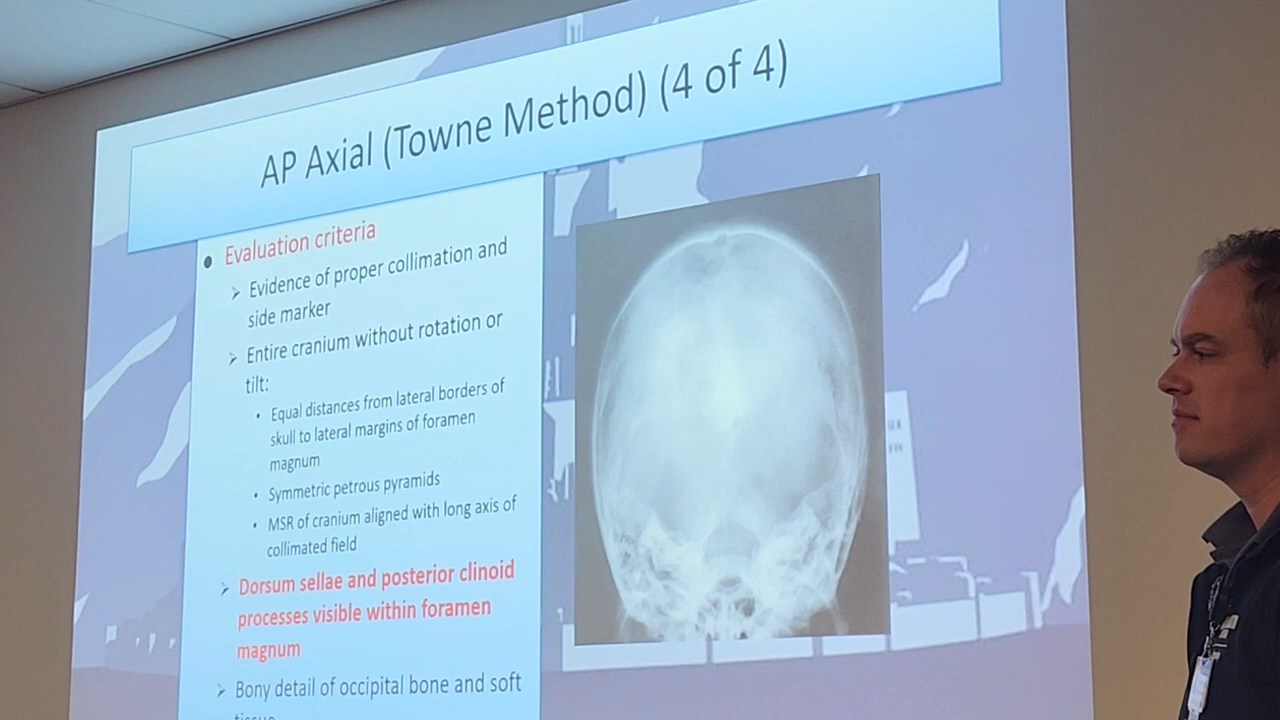 AP Axial (Towne Method) (4 of 4)
Evaluation criteria
Evidence of proper collimation and
side marker
Entire cranium without rotation or
tilt:
Equal distances from lateral borders of
skull to lateral margins of foramen
magnum
Symmetric petrous pyramids
MSR of cranium aligned with long axis of
collimated field
Dorsum sellae and posterior clinoid
processes visible within foramen
magnum
Bony detail of occipital bone and soft
tissue